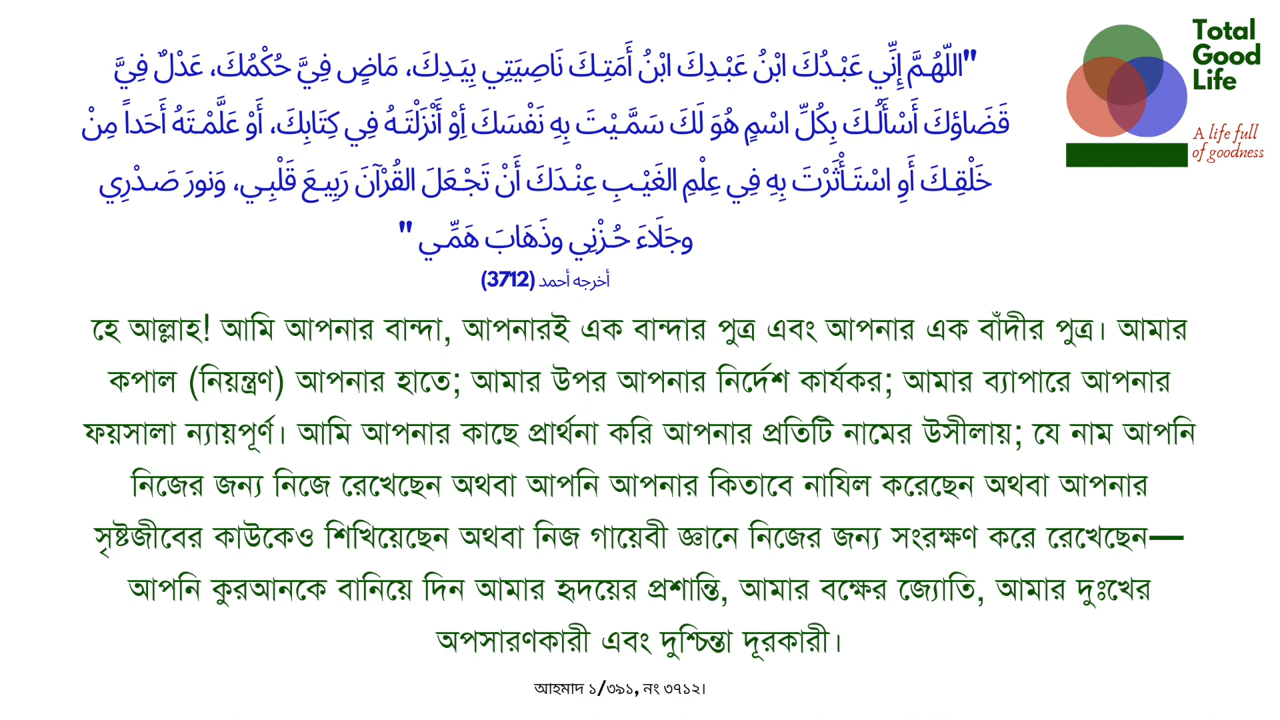 "اللّهُمَّ إِنِّي عَبْدُكَ ابْنُ عَبْدِكَ ابْنُ أَمَتِكَ نَاصِيَتِي بِيَدِكَ، مَاضٍ فِيَّ حُكْمُكَ، عَدْلٌ فِيَّ
قَضَاؤكَ أَسْأَلُكَ بِكُلِّ اسْمٍ هُوَ لَكَ سَمَّيْتَ بِهِ نَفْسَكَ أِوْ أَنْزَلْتَهُ فِي كِتَابِكَ، أَوْ عَلَّمْتَهُ أَحَداً مِنْ
خَلْقِكَ أَوِ اسْتَأْثَرْتَ بِهِ فِي عِلْمِ الغَيْبِ عِنْدَكَ أَنْ تَجْعَلَ القُرْآنَ رَبِيعَ قَلْبِي، وَنورَ صَدْرِي
وجَلَاءَ حُزْنِي وذَهَابَ هَمِّي "
أخرجه أحمد (3712)
Total
Good
Life
A life full
of goodness
হে আল্লাহ! আমি আপনার বান্দা, আপনারই এক বান্দার পুত্র এবং আপনার এক বাঁদীর পুত্র। আমার
কপাল (নিয়ন্ত্রণ) আপনার হাতে; আমার উপর আপনার নির্দেশ কার্যকর; আমার ব্যাপারে আপনার
ফয়সালা ন্যায়পূর্ণ। আমি আপনার কাছে প্রার্থনা করি আপনার প্রতিটি নামের উসীলায়; যে নাম আপনি
নিজের জন্য নিজে রেখেছেন অথবা আপনি আপনার কিতাবে নাযিল করেছেন অথবা আপনার
সৃষ্টজীবের কাউকেও শিখিয়েছেন অথবা নিজ গায়েবী জ্ঞানে নিজের জন্য সংরক্ষণ করে রেখেছেন—
আপনি কুরআনকে বানিয়ে দিন আমার হৃদয়ের প্রশান্তি, আমার বক্ষের জ্যোতি, আমার দুঃখের
অপসারণকারী এবং দুশ্চিন্তা দূরকারী।
আহমাদ ১/৩৯১, নং ৩৭১২।